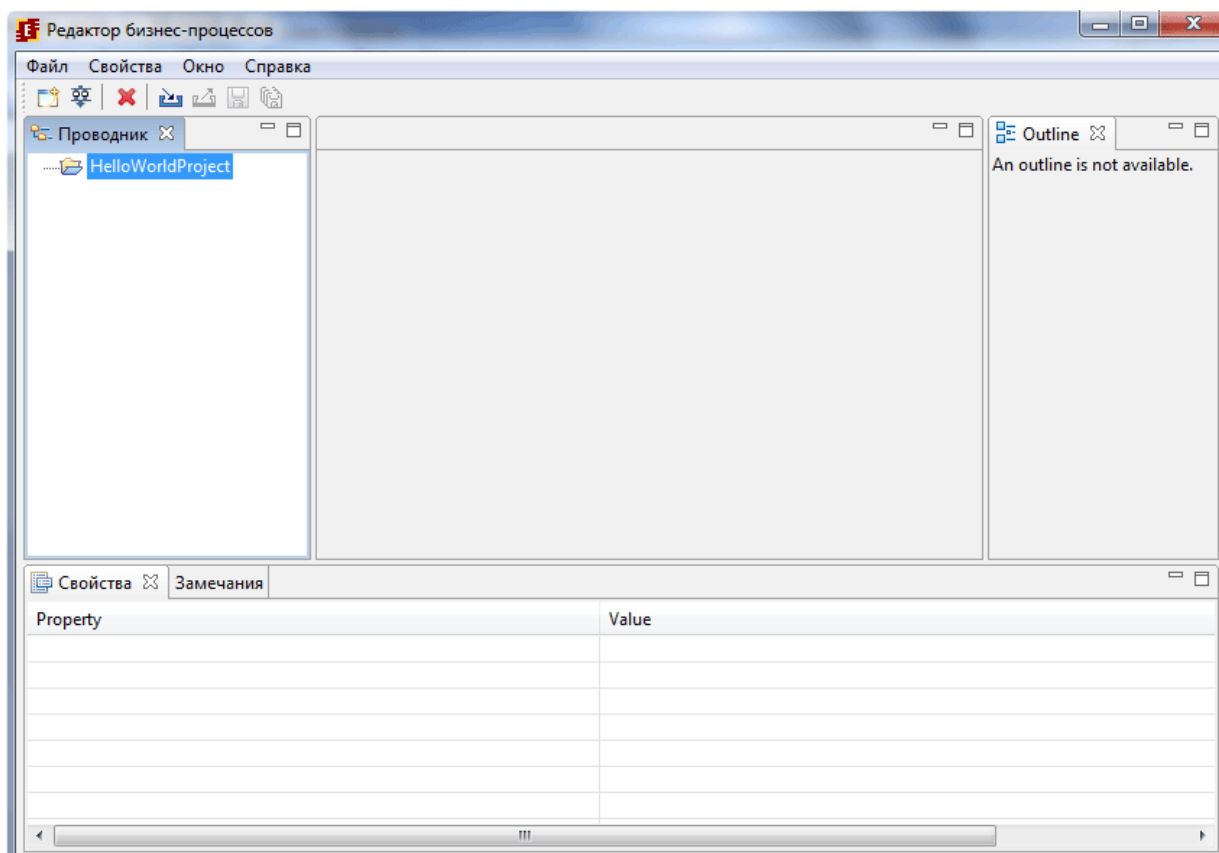 Редактор бизнес-процессов
Файл Свойства Окно Справка
Проводник
HelloWorldProject
Outline
An outline is not available.
Свойства Замечания
Property Value